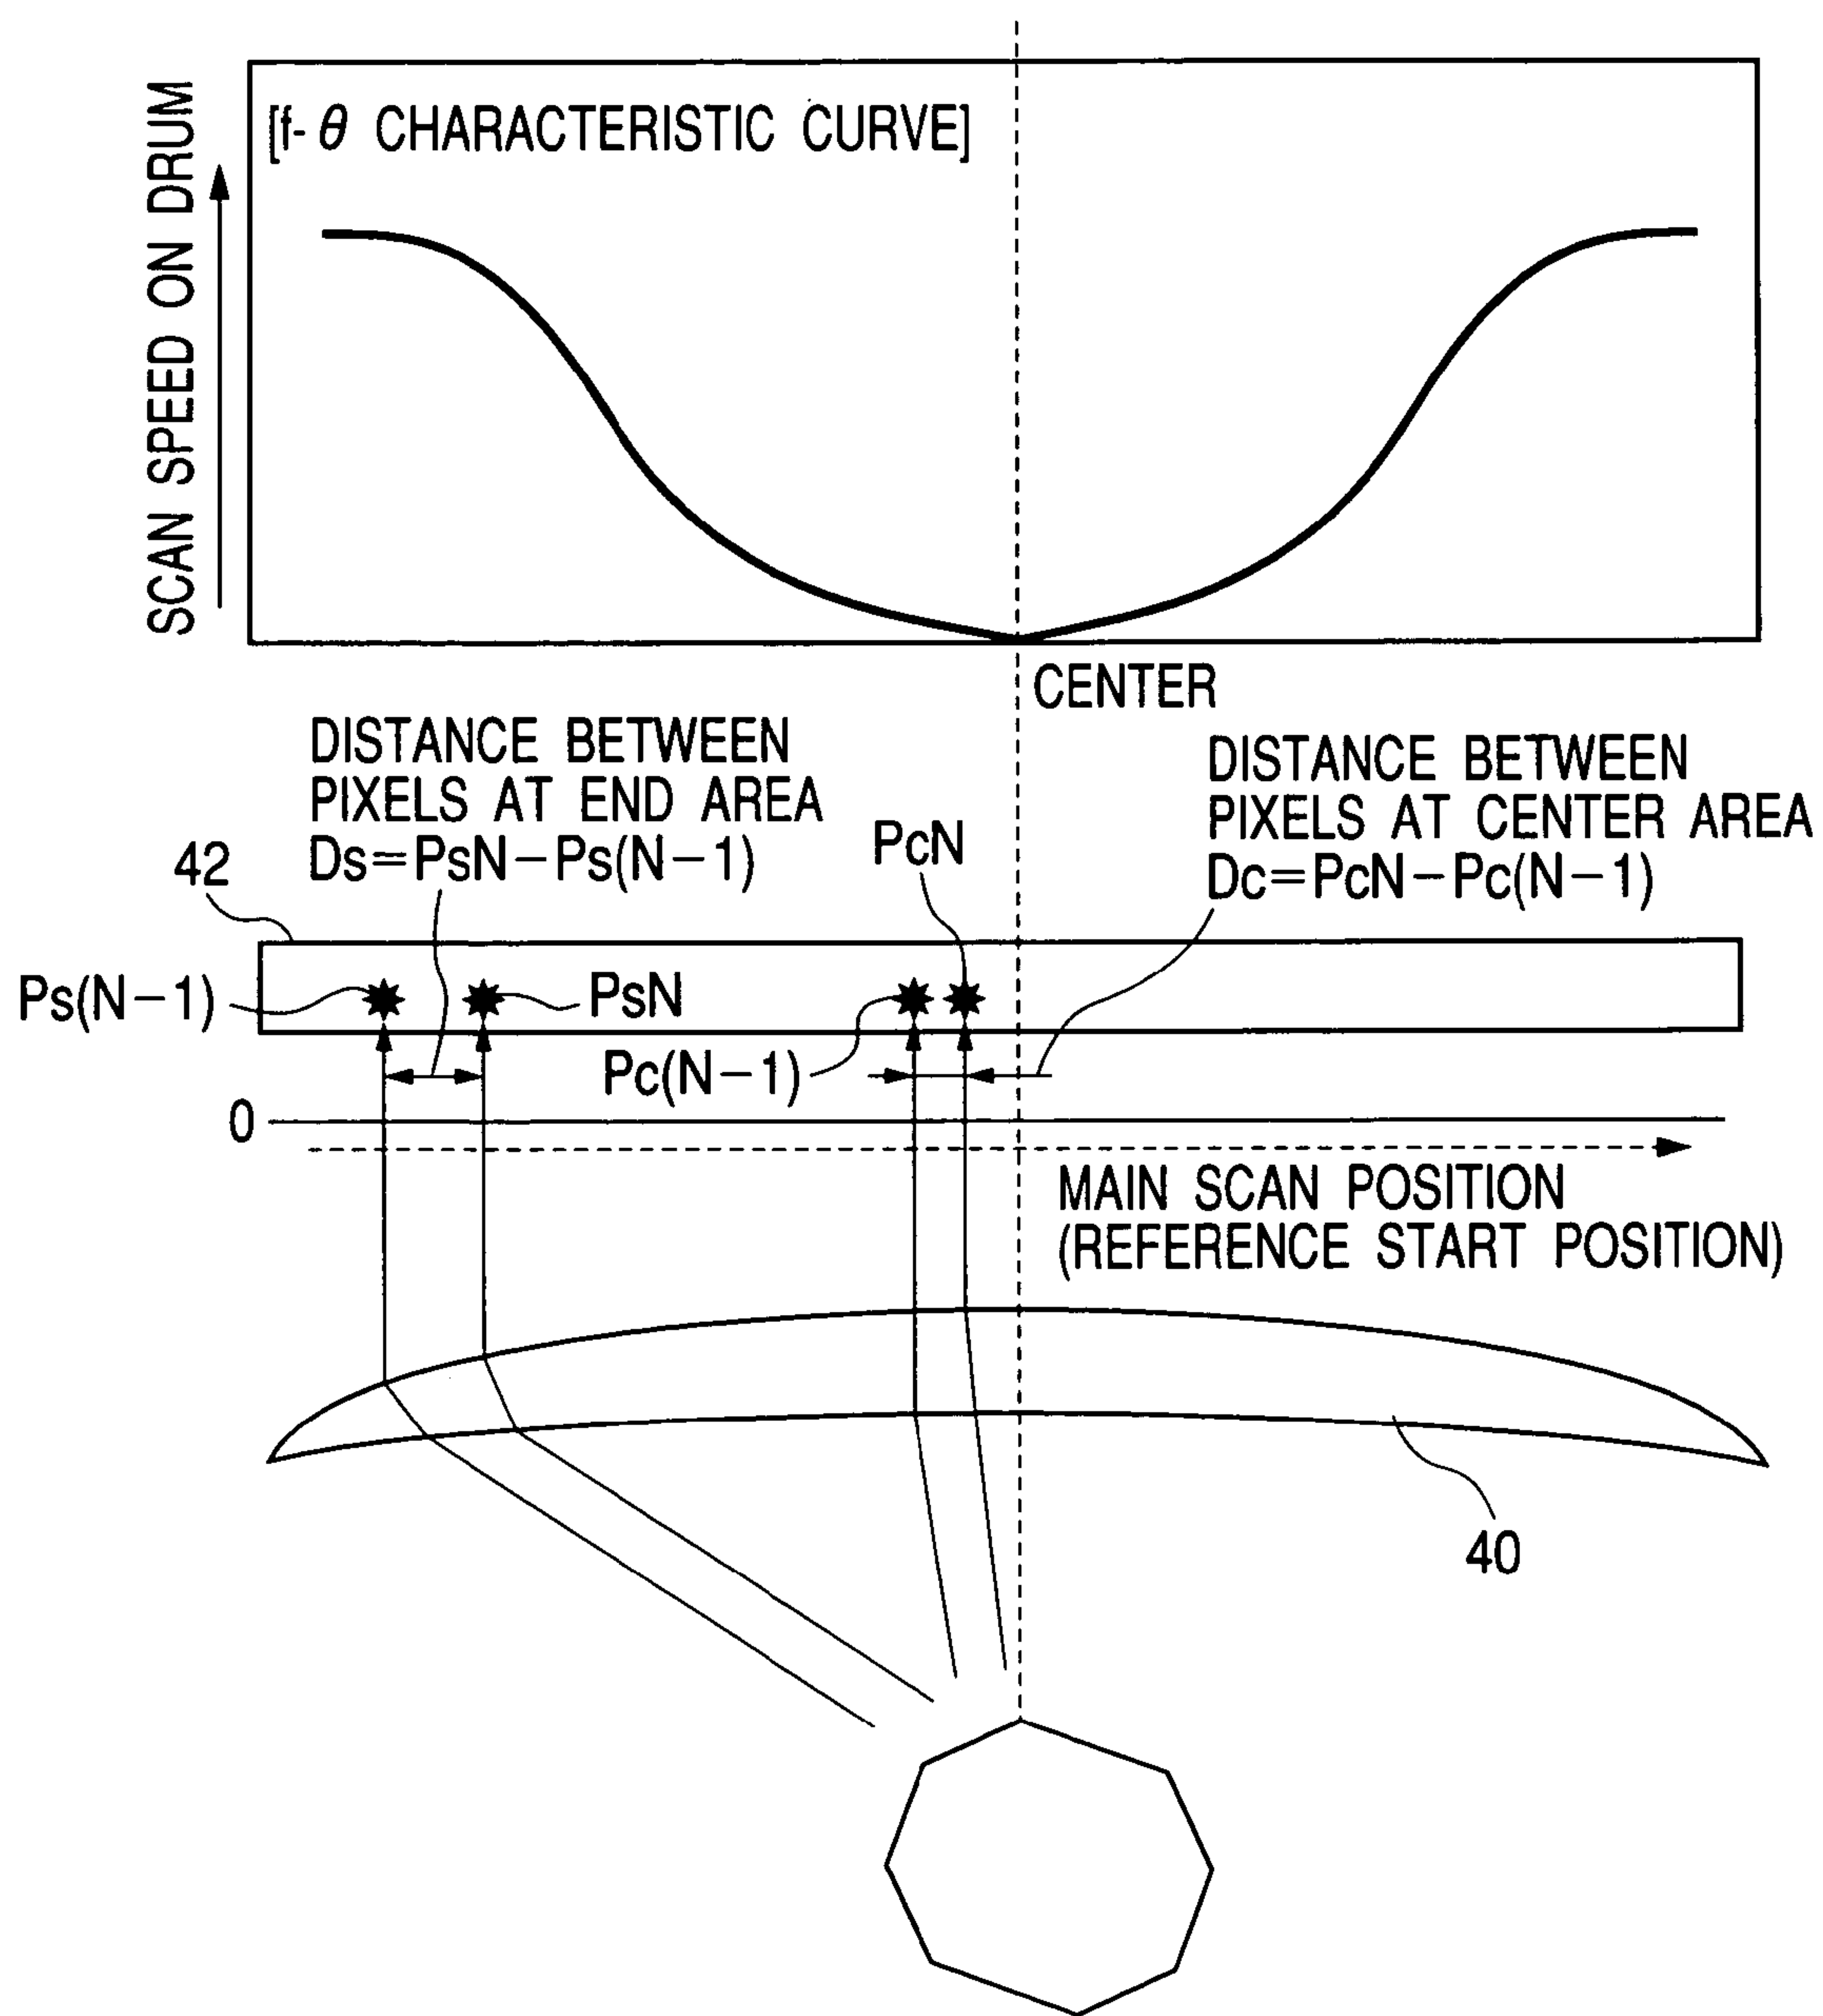 SCAN SPEED ON DRUM
[f-θ CHARACTERISTIC CURVE]
CENTER
DISTANCE BETWEEN
PIXELS AT END AREA
Ds=PsN-Ps(N-1)
DISTANCE BETWEEN
PIXELS AT CENTER AREA
Dc=PcN-Pc(N-1)
PcN
42
Ps(N-1)
PsN
Pc(N-1)
0
MAIN SCAN POSITION
(REFERENCE START POSITION)
40